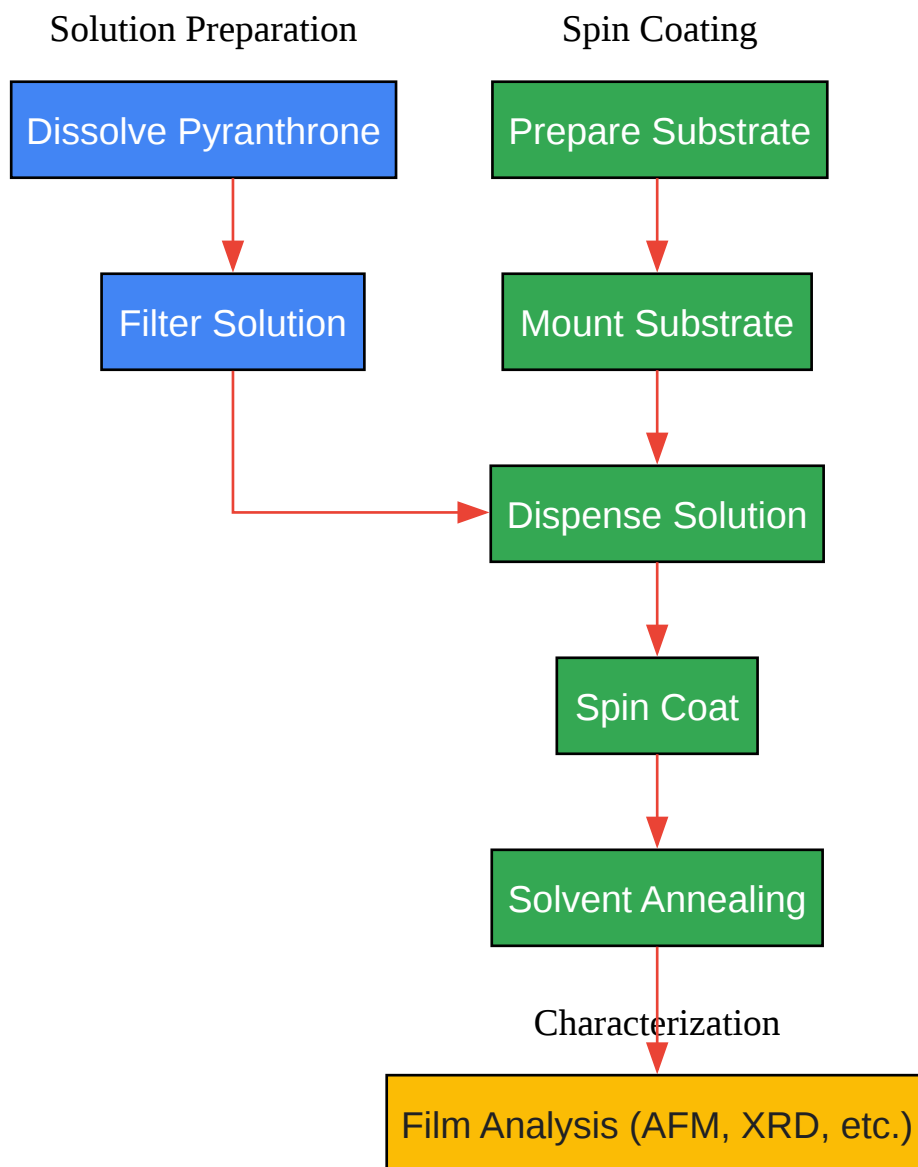 Solution Preparation
Spin Coating
Dissolve Pyranthrone
Prepare Substrate
Filter Solution
Mount Substrate
Dispense Solution
Spin Coat
Solvent Annealing
Characterization
Film Analysis (AFM, XRD, etc.)